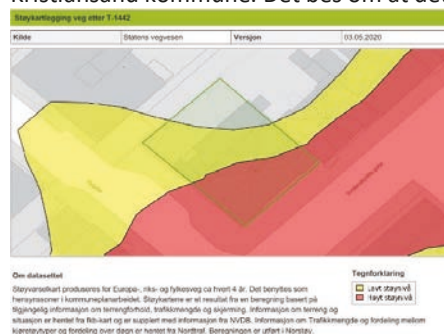 Kristiansand kommune. Det bes om at det
Støykartlegging veg etter T-1442
Kilde Statens vegvesen Versjon 03.05.2020
Om datasettet
Støyvarselkart produseres for Europa-, riks- og fylkesveg ca hvert 4 år. Det benyttes som
hensynssoner i kommuneplanarbeidet. Støykartene er et resultat fra en beregning basert på
tilgjengelig informasjon om terrengforhold, trafikkmengde og skjerming. Informasjon om terreng og
situasjon er hentet fra fkb-kart og er supplert med informasjon fra NVDB. Informasjon om Trafikkmengde og fordeling mellom
kjøretøytyper og fordeling over døgn er hentet fra Nordtraf. Beregningen er utført i Norstøy.
Tegnforklaring
Lavt støynivå
Høyt støynivå